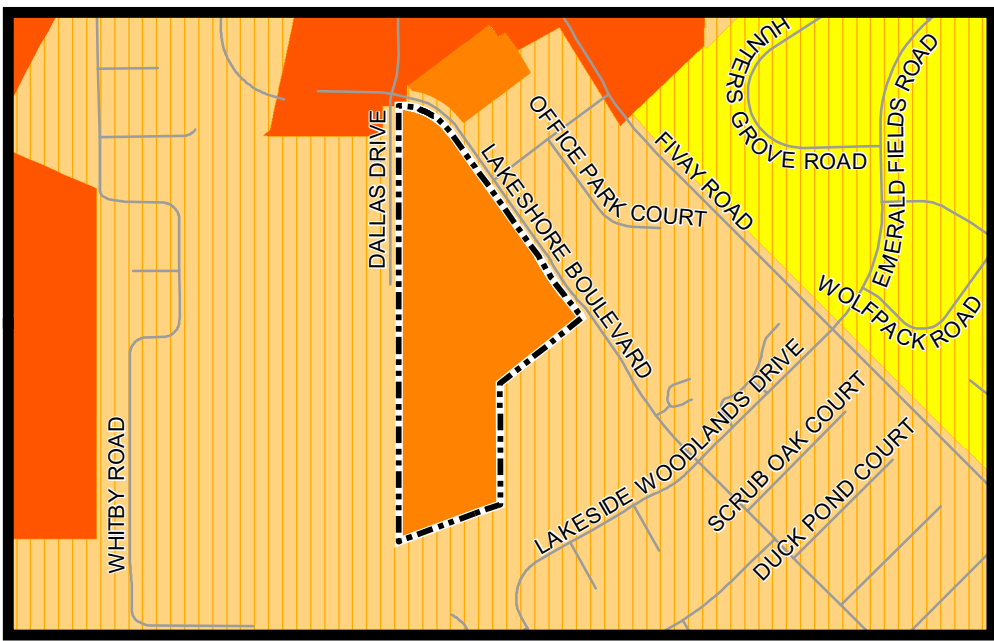 HUNTERS GROVE ROAD
EMERALD FIELDS ROAD
OFFICE PARK COURT
DALLAS DRIVE
LAKESHORE BOULEVARD
FIVAY ROAD
WOLFPACK ROAD
WHITBY ROAD
LAKESIDE WOODLANDS DRIVE
SCRUB OAK COURT
DUCK POND COURT